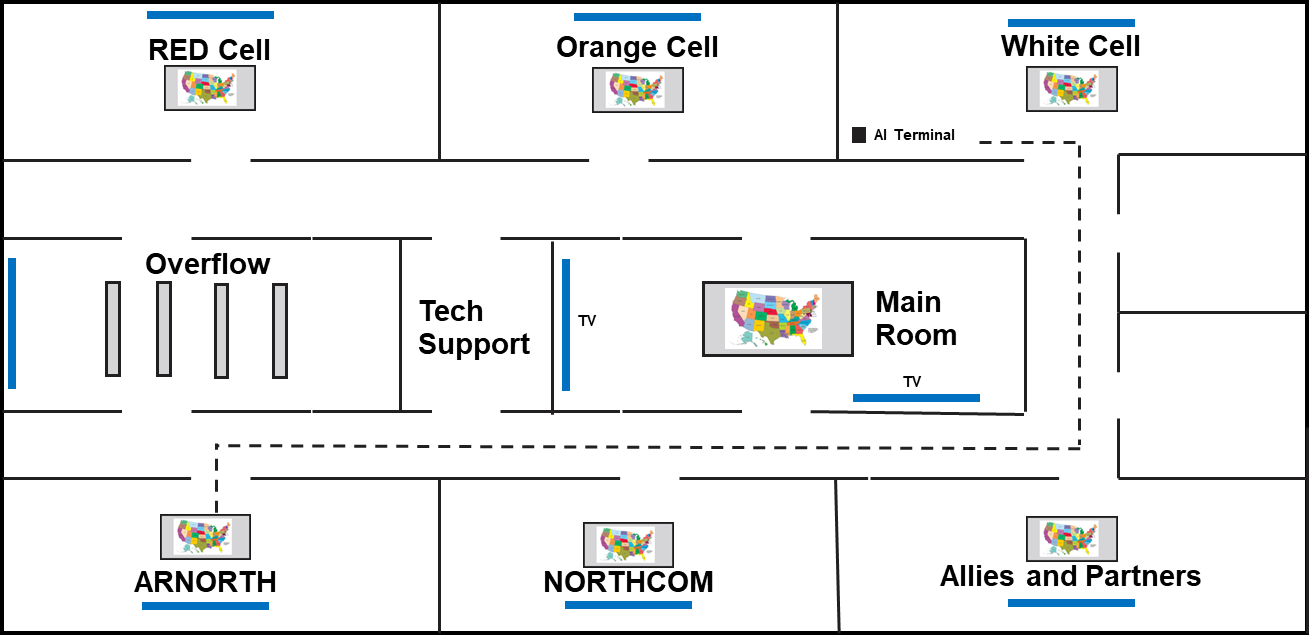 RED Cell
Orange Cell
White Cell
AI Terminal
Overflow
Tech
Support
TV
Main
Room
TV
ARNORTH
NORTHCOM
Allies and Partners